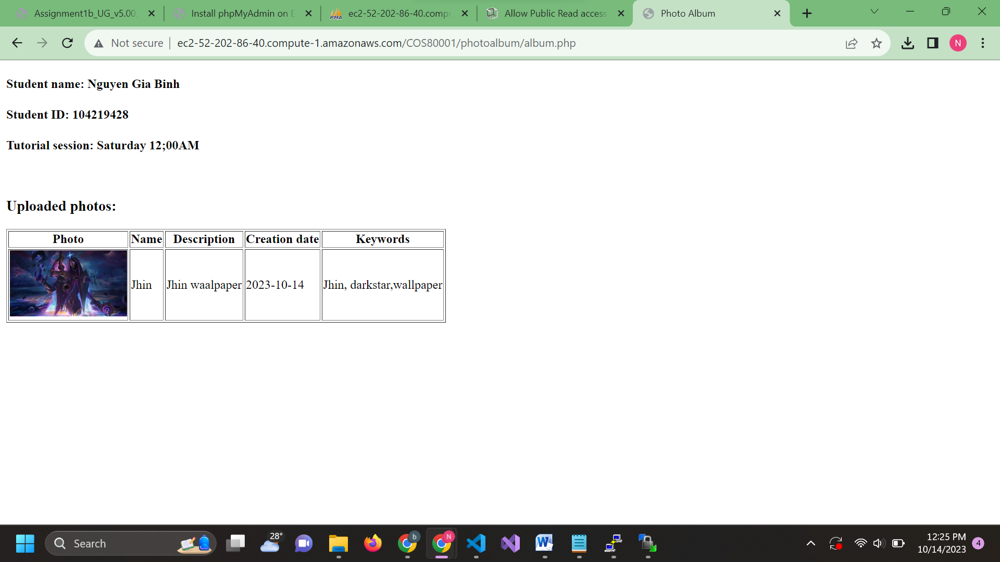 Assignment1b_UG_v5.00.
Install phpMyAdmin on E
PMA
ec2-52-202-86-40.compu
Allow Public Read access
Photo Album
Not secure
ec2-52-202-86-40.compute-1.amazonaws.com/COS80001/photoalbum/album.php
N
Student name: Nguyen Gia Binh
Student ID: 104219428
Tutorial session: Saturday 12;00AM
Uploaded photos:
Photo Name Description Creation date Keywords
Jhin Jhin waalpaper 2023-10-14 Jhin, darkstar,wallpaper
Search
28°
b
N
W
12:25 PM
10/14/2023
4